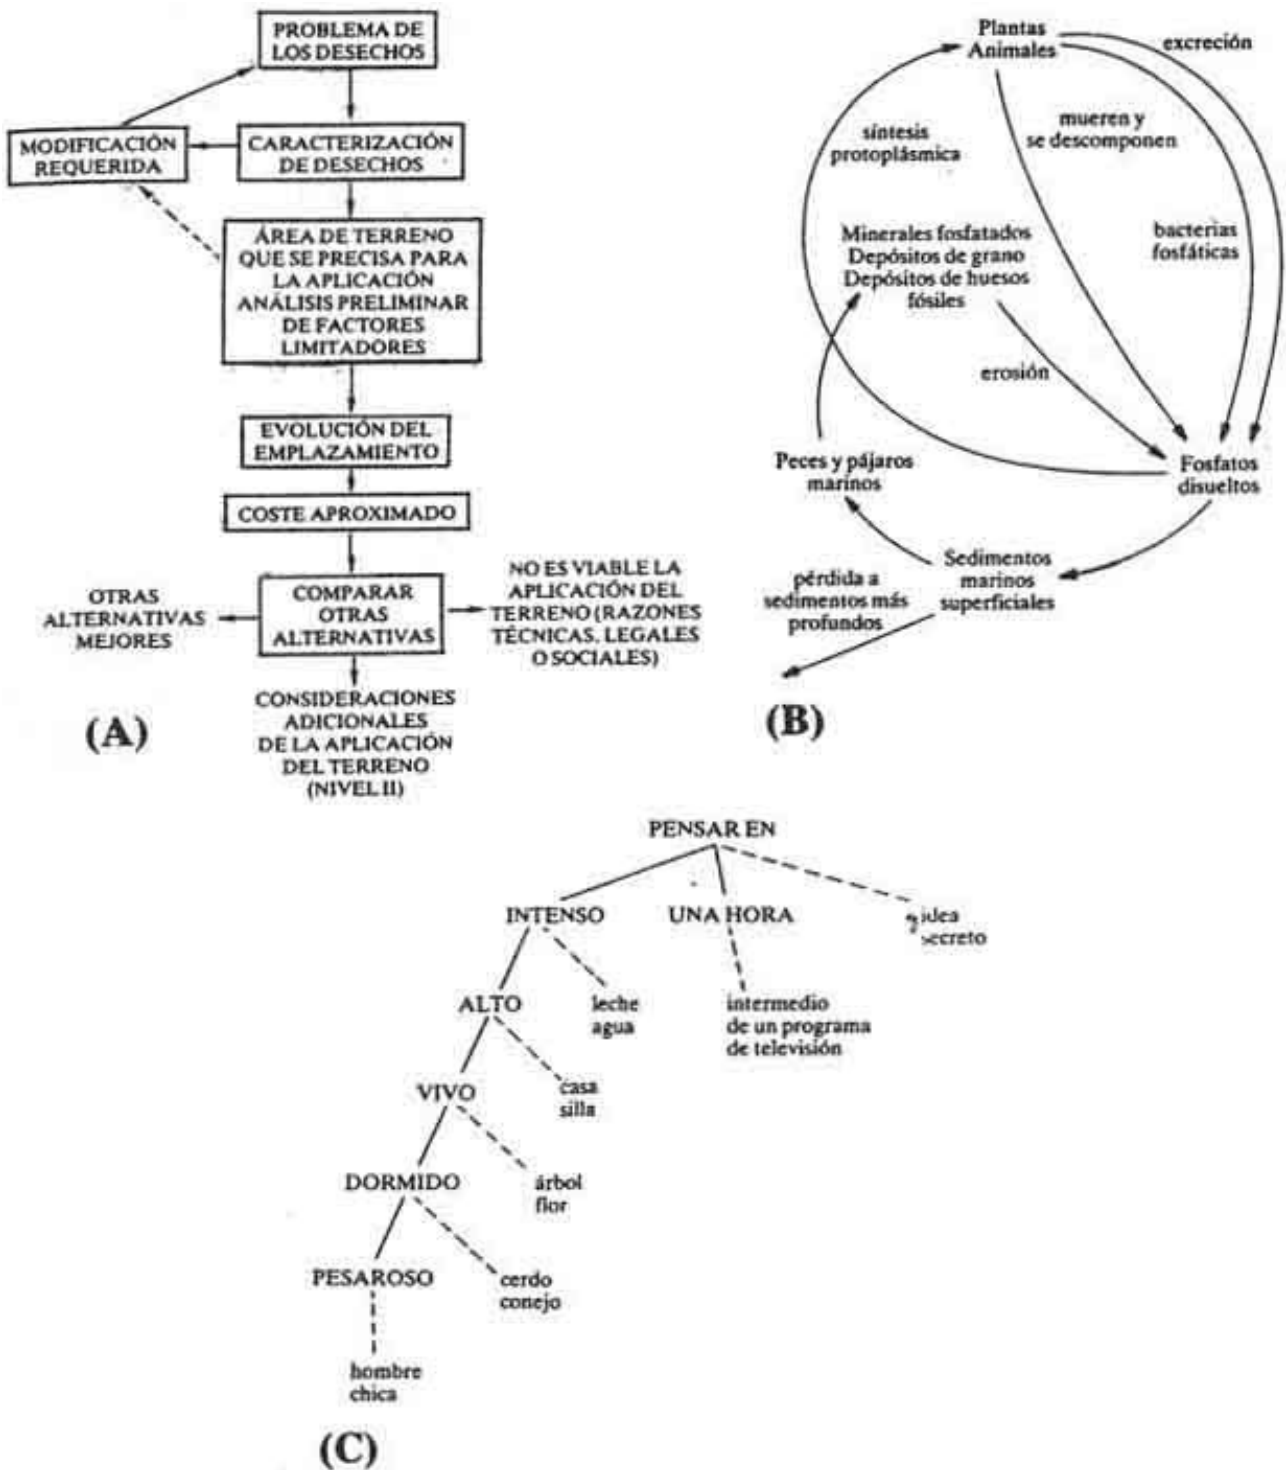 PROBLEMA DE
LOS DESECHOS
MODIFICACIÓN
REQUERIDA
CARACTERIZACIÓN
DE DESECHOS
ÁREA DE TERRENO
QUE SE PRECISA PARA
LA APLICACIÓN
ANÁLISIS PRELIMINAR
DE FACTORES
LIMITADORES
EVOLUCIÓN DEL
EMPLAZAMIENTO
COSTE APROXIMADO
OTRAS
ALTERNATIVAS
MEJORES
COMPARAR
OTRAS
ALTERNATIVAS
NO ES VIABLE LA
APLICACIÓN DEL
TERRENO (RAZONES
TÉCNICAS, LEGALES
O SOCIALES)
CONSIDERACIONES
ADICIONALES
DE LA APLICACIÓN
DEL TERRENO
(NIVEL II)
(A)
Plantas
Animales
excreción
síntesis
protoplásmica
mueren y
se descomponen
bacterias
fosfáticas
Minerales fosfatados
Depósitos de grano
Depósitos de huesos
fósiles
erosión
Peces y pájaros
marinos
Fosfatos
disueltos
Sedimentos
marinos
superficiales
pérdida a
sedimentos más
profundos
(B)
PENSAR EN
INTENSO
UNA HORA
idea
secreto
ALTO
leche
agua
intermedio
de un programa
de televisión
VIVO
casa
silla
DORMIDO
árbol
flor
PESAROSO
cerdo
conejo
hombre
chica
(C)